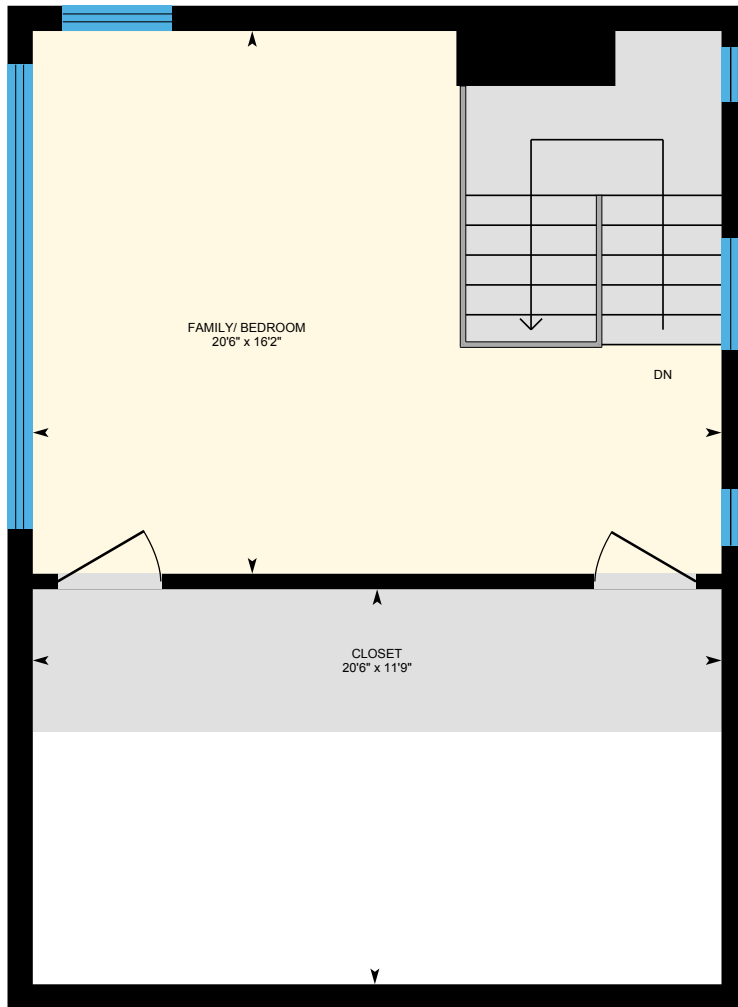 FAMILY/ BEDROOM
20'6" x 16'2"
DN
CLOSET
20'6" x 11'9"